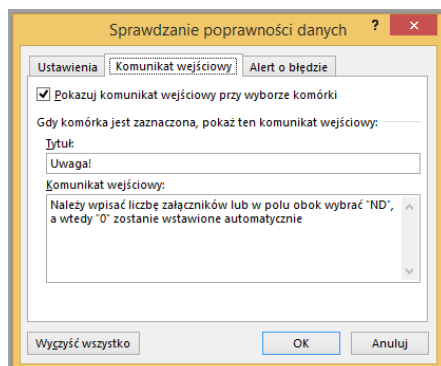 Sprawdzanie poprawności danych ? ×
Ustawienia Komunikat wejściowy Alert o błędzie
Pokazuj komunikat wejściowy przy wyborze komórki
Gdy komórka jest zaznaczona, pokaż ten komunikat wejściowy:
Tytuł:
Uwaga!
Komunikat wejściowy:
Należy wpisać liczbę załączników lub w polu obok wybrać "ND",
a wtedy "0" zostanie wstawione automatycznie
Wyczyść wszystko OK Anuluj